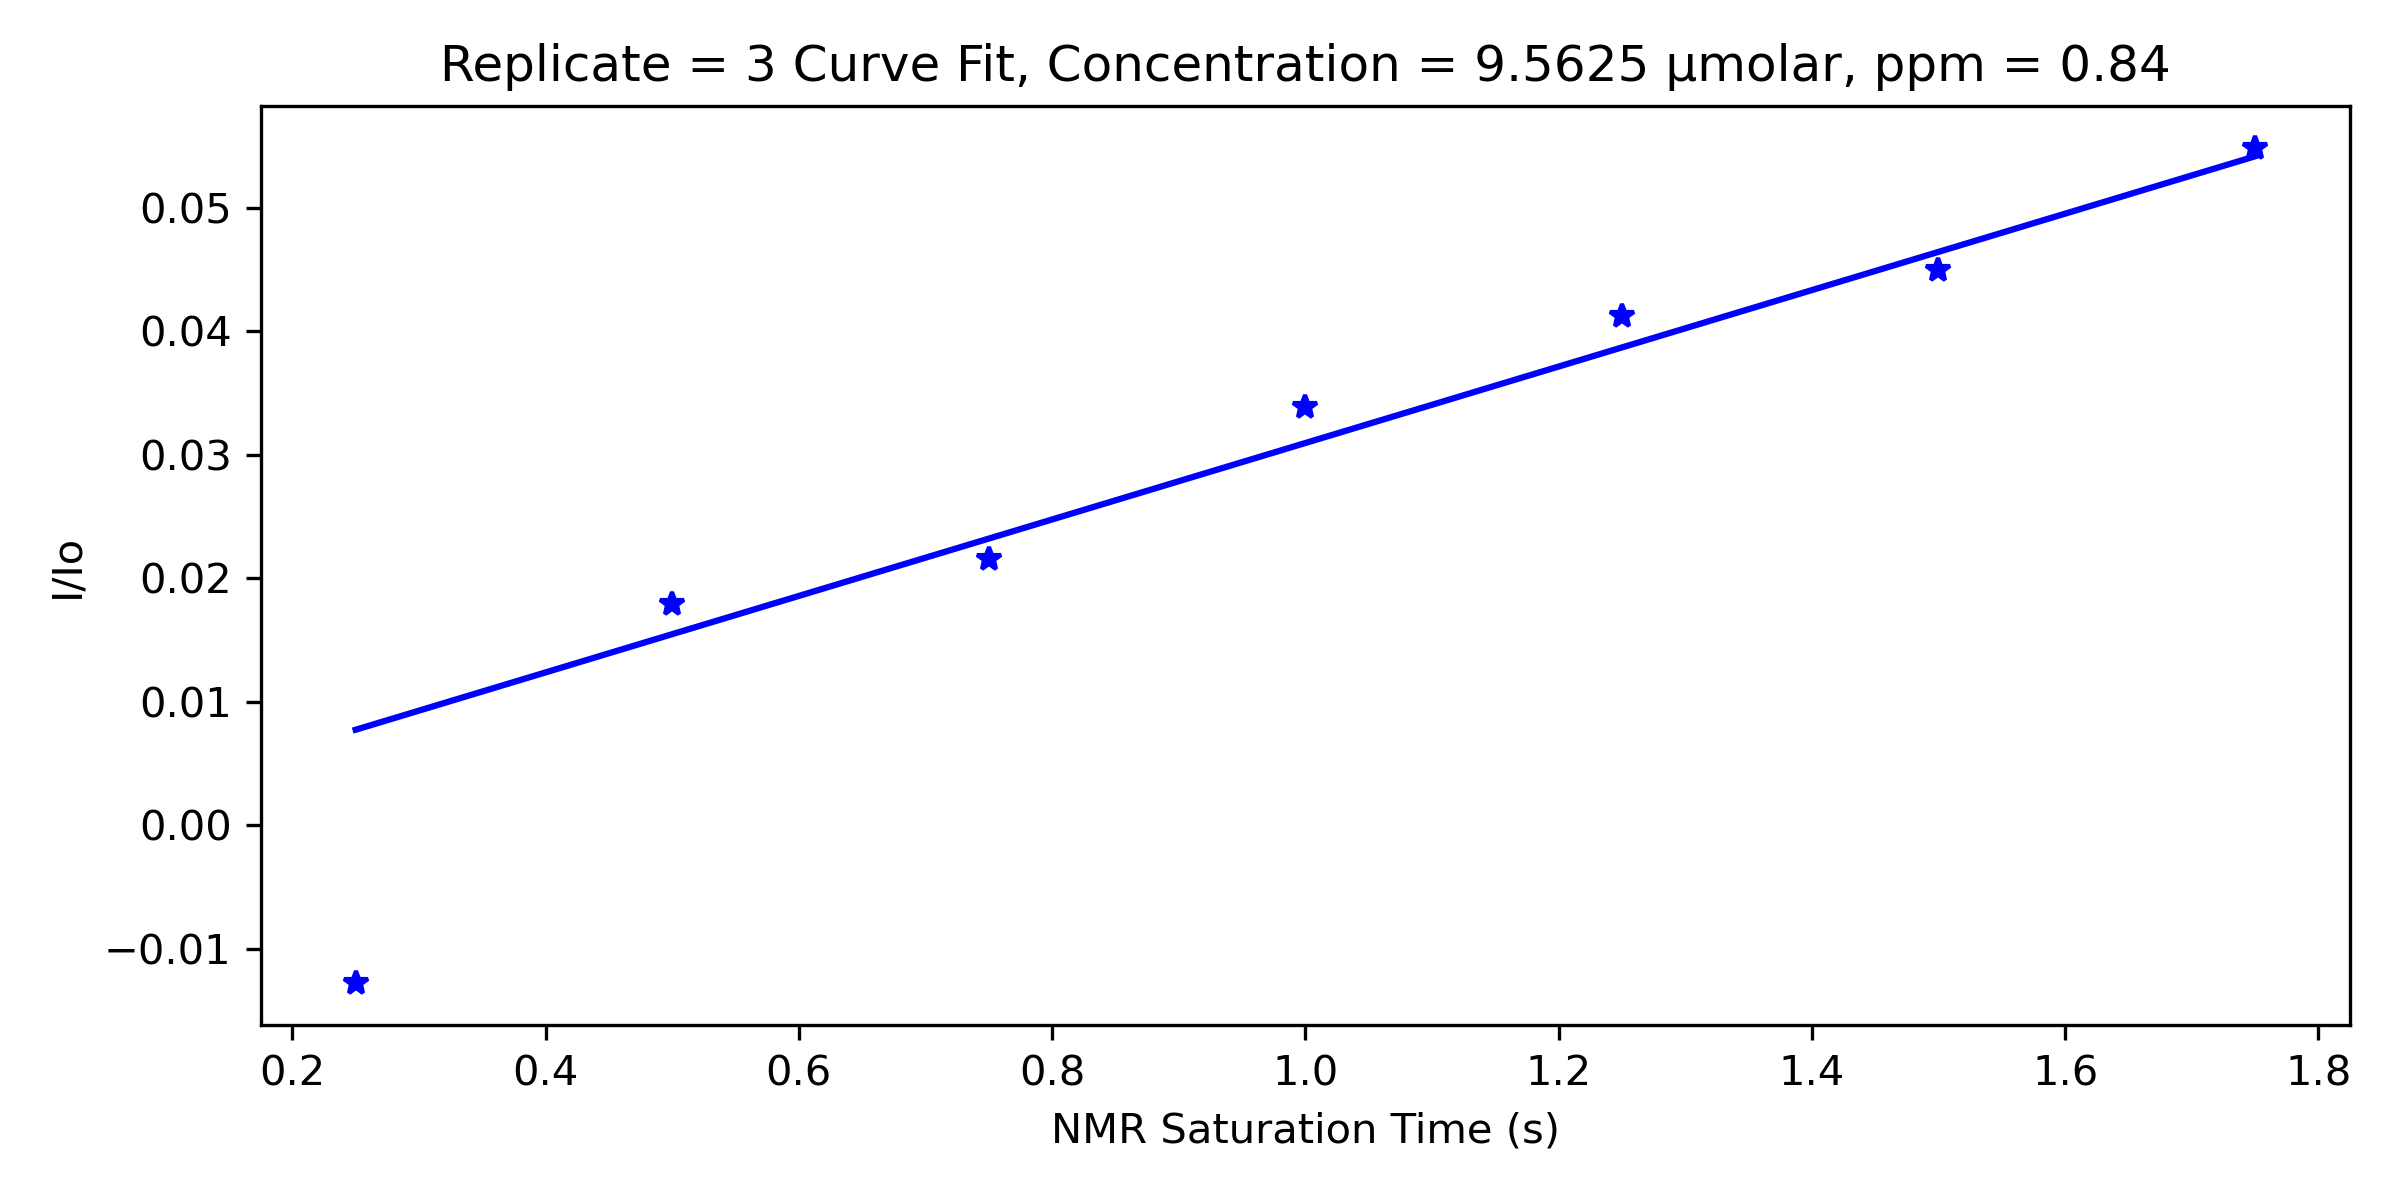 Replicate = 3 Curve Fit, Concentration = 9.5625 μmolar, ppm = 0.84
I/Io
0.05
0.04
0.03
0.02
0.01
0.00
−0.01
0.2 0.4 0.6 0.8 1.0 1.2 1.4 1.6 1.8
NMR Saturation Time (s)